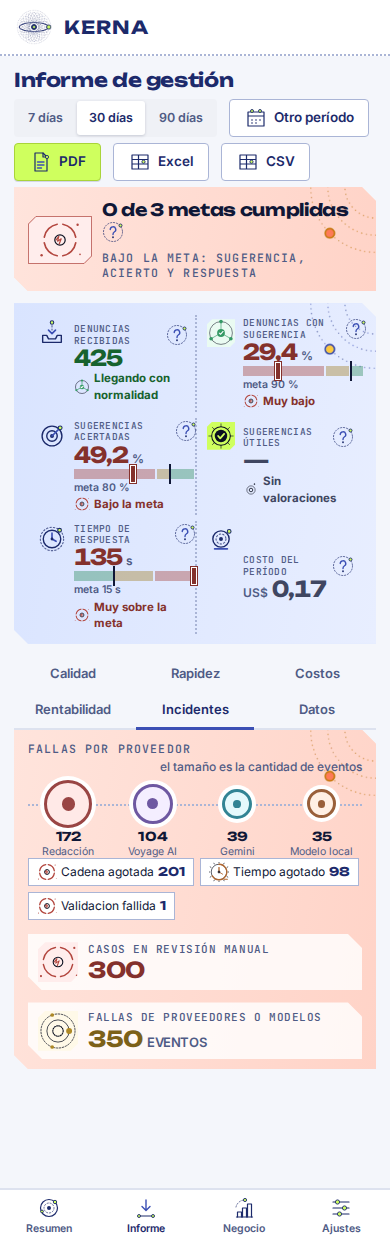 KERNA
Informe de gestión
7 días
30 días
90 días
Otro período
PDF
Excel
CSV
0 de 3 metas cumplidas
?
BAJO LA META: SUGERENCIA,
ACIERTO Y RESPUESTA
DENUNCIAS
RECIBIDAS
?
425
Llegando con
normalidad
DENUNCIAS CON
SUGERENCIA
?
29,4 %
meta 90 %
Muy bajo
SUGERENCIAS
ACERTADAS
?
49,2 %
meta 80 %
Bajo la meta
SUGERENCIAS
ÚTILES
?
—
Sin
valoraciones
TIEMPO DE
RESPUESTA
?
135 s
meta 15 s
Muy sobre la
meta
COSTO DEL
PERÍODO
?
US$ 0,17
Calidad
Rapidez
Costos
Rentabilidad
Incidentes
Datos
FALLAS POR PROVEEDOR
el tamaño es la cantidad de eventos
172
Redacción
104
Voyage AI
39
Gemini
35
Modelo local
Cadena agotada 201
Tiempo agotado 98
Validacion fallida 1
CASOS EN REVISIÓN MANUAL
300
FALLAS DE PROVEEDORES O MODELOS
350 EVENTOS
Resumen
Informe
Negocio
Ajustes